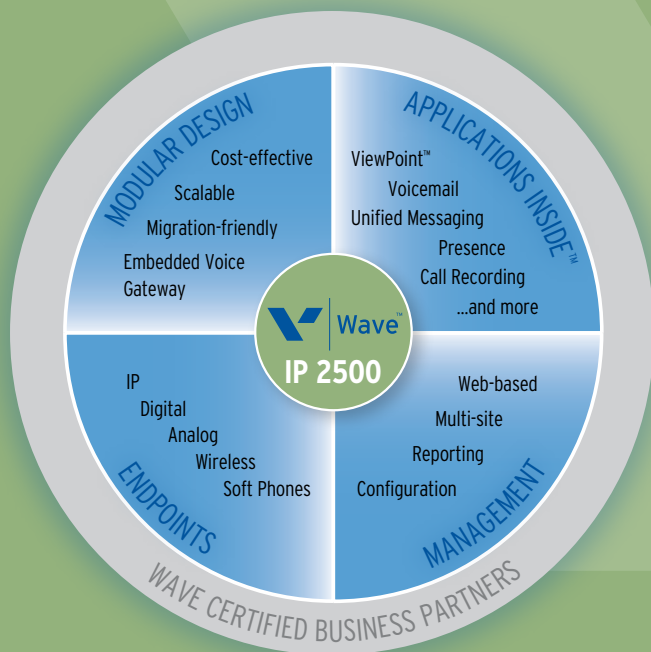 MODULAR DESIGN
Cost-effective
Scalable
Migration-friendly
Embedded Voice
Gateway
APPLICATIONS INSIDE™
ViewPoint™
Voicemail
Unified Messaging
Presence
Call Recording
...and more
Wave™
IP 2500
ENDPOINTS
IP
Digital
Analog
Wireless
Soft Phones
MANAGEMENT
Web-based
Multi-site
Reporting
Configuration
WAVE CERTIFIED BUSINESS PARTNERS